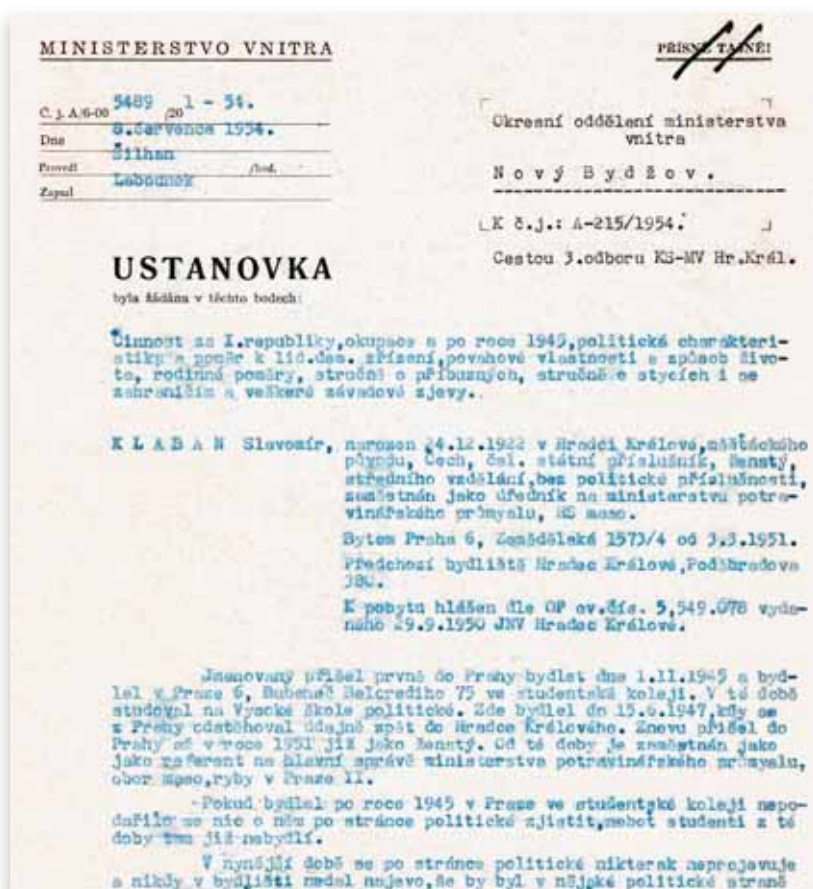 MINISTERSTVO VNITRA
PŘÍSNĚ TAJNÉ!
Č. j. A/6-00 5489 /20 1 - 54.
Dne 8.července 1954.
Provedl Šilhan /hod.
Zapsal
Okresní oddělení ministerstva
vnitra
Nový Bydžov.
K č.j.: A-215/1954.
Cestou 3.odboru KS-MV Hr.Král.
USTANOVKA
byla žádána v těchto bodech:
Činnost za I.republiky,okupace a po roce 1945,politická charakteri-
stika a poměr k lid.dem. zřízení,povahové vlastnosti a způsob živo-
ta, rodinné poměry, stručně o příbuzných, stručně o stycích i se
zahraničím a veškeré závadové zjevy.
KLABAN Slavomír, narozen 24.12.1922 v Hradci Králové,měšťáckého
původu, Čech, čsl. státní příslušník, ženatý,
středního vzdělání,bez politické příslušnosti,
zaměstnán jako úředník na ministerstvu potra-
vinářského průmyslu, HS maso.
Bytem Praha 6, Zemědělská 1573/4 od 3.3.1951.
Předchozí bydliště Hradec Králové,Poděbradova
380.
K pobytu hlášen dle OP ev.čís. 5,549.078 vyda-
ného 29.9.1950 JNV Hradec Králové.
Jmenovaný přišel prvně do Prahy bydlet dne 1.11.1945 a byd-
lel v Praze 6, Bubeneč Belcrediho 75 ve studentské koleji. V té době
studoval na Vysoké škole politické. Zde bydlel do 15.6.1947,kdy se
z Prahy odstěhoval údajně zpět do Hradce Králového. Znovu přišel do
Prahy až v roce 1951 již jako ženatý. Od té doby je zaměstnán jako
jako referent na hlavní správě ministerstva potravinářského průmyslu,
obor maso,ryby v Praze II.
Pokud bydlel po roce 1945 v Praze ve studentské koleji nepo-
dařilo se nic o něm po stránce politické zjistit,neboť studenti z té
doby tam již nebydlí.
V nynější době se po stránce politické nikterak neprojevuje
a nikdy v bydlišti nedal najevo,že by byl v nějaké politické straně